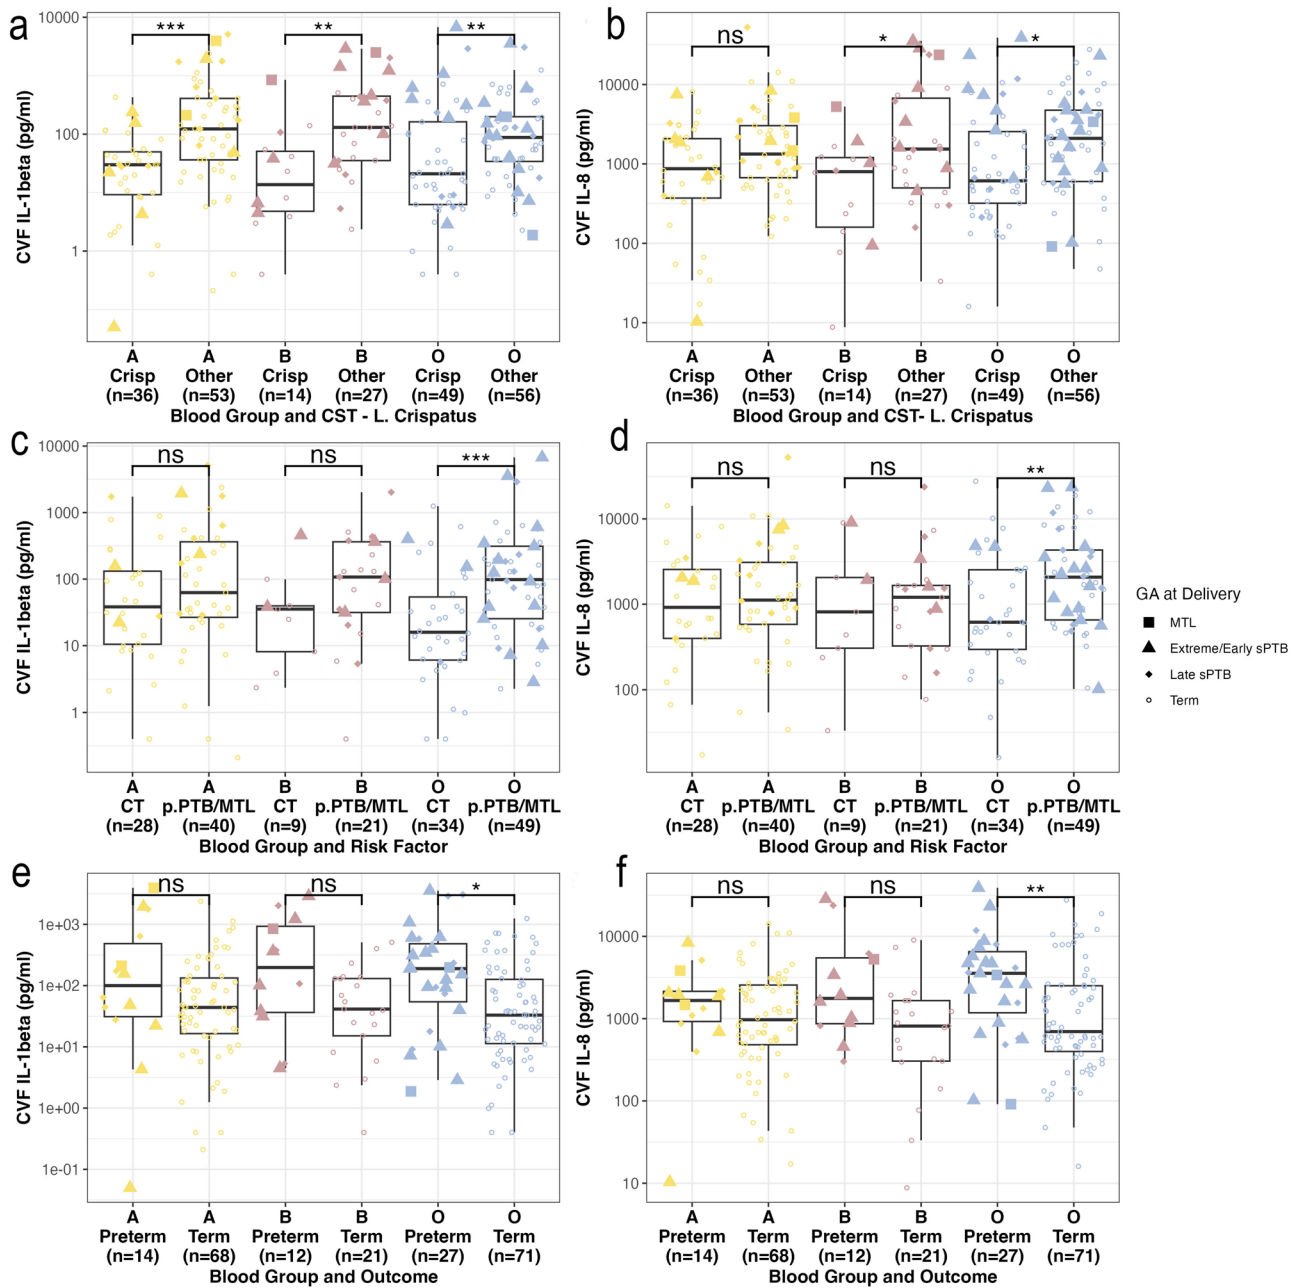 a
CVF IL-1beta (pg/ml)
10000
100
1
***
**
**
A A B B O O
Crisp Other Crisp Other Crisp Other
(n=36) (n=53) (n=14) (n=27) (n=49) (n=56)
Blood Group and CST - L. Crispatus
b
CVF IL-8 (pg/ml)
10000
1000
100
10
ns
*
*
A A B B O O
Crisp Other Crisp Other Crisp Other
(n=36) (n=53) (n=14) (n=27) (n=49) (n=56)
Blood Group and CST- L. Crispatus
c
CVF IL-1beta (pg/ml)
10000
1000
100
10
1
ns
ns
***
A A B B O O
CT p.PTB/MTL CT p.PTB/MTL CT p.PTB/MTL
(n=28) (n=40) (n=9) (n=21) (n=34) (n=49)
Blood Group and Risk Factor
d
CVF IL-8 (pg/ml)
10000
1000
100
ns
ns
**
A A B B O O
CT p.PTB/MTL CT p.PTB/MTL CT p.PTB/MTL
(n=28) (n=40) (n=9) (n=21) (n=34) (n=49)
Blood Group and Risk Factor
GA at Delivery
MTL
Extreme/Early sPTB
Late sPTB
Term
e
CVF IL-1beta (pg/ml)
1e+03
1e+02
1e+01
1e+00
1e-01
ns
ns
*
A A B B O O
Preterm Term Preterm Term Preterm Term
(n=14) (n=68) (n=12) (n=21) (n=27) (n=71)
Blood Group and Outcome
f
CVF IL-8 (pg/ml)
10000
1000
100
10
ns
ns
**
A A B B O O
Preterm Term Preterm Term Preterm Term
(n=14) (n=68) (n=12) (n=21) (n=27) (n=71)
Blood Group and Outcome